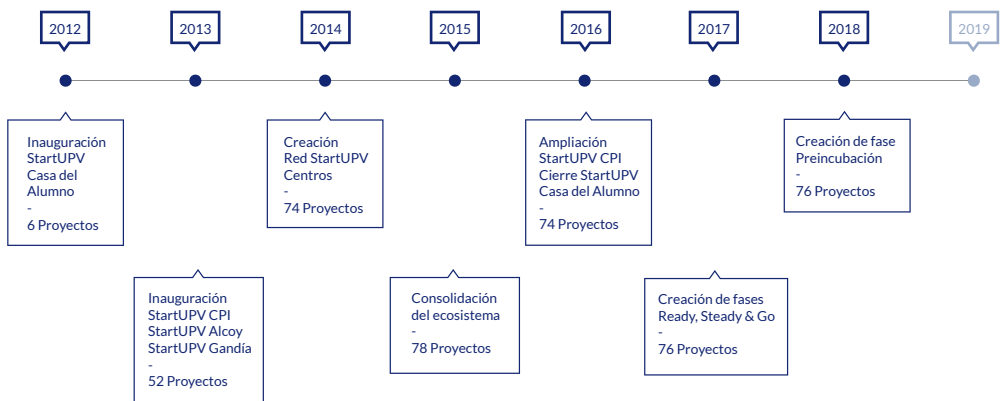 2012
2013
2014
2015
2016
2017
2018
2019
Inauguración
StartUPV
Casa del
Alumno
-
6 Proyectos
Creación
Red StartUPV
Centros
-
74 Proyectos
Ampliación
StartUPV CPI
Cierre StartUPV
Casa del Alumno
-
74 Proyectos
Creación de fase
Preincubación
-
76 Proyectos
Inauguración
StartUPV CPI
StartUPV Alcoy
StartUPV Gandía
-
52 Proyectos
Consolidación
del ecosistema
-
78 Proyectos
Creación de fases
Ready, Steady & Go
-
76 Proyectos